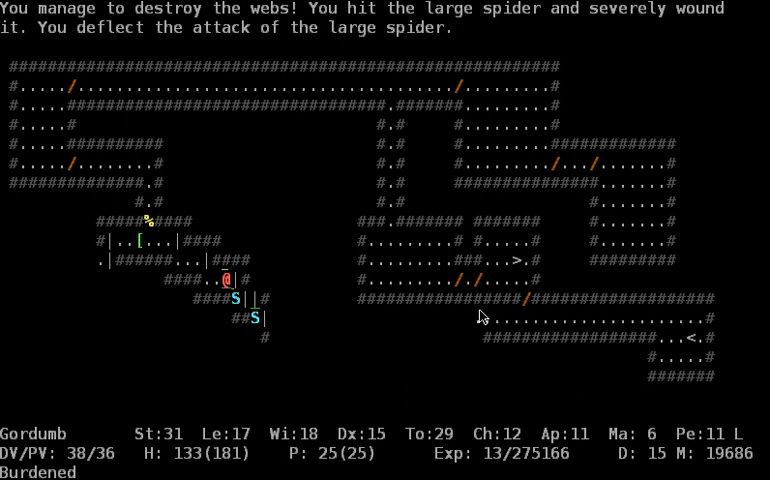 You manage to destroy the webs! You hit the large spider and severely wound
it. You deflect the attack of the large spider.
##########################################################
#...../......................................./.........#
#.....#################################.#######.........#
#.....#                                #.#     #.........#
#.....##########                       #.#     #.........#############
#...../........#                       #.#     #........../.../.......#
##############.#                       #.#     ###############.......#
#.#                       #.#                     #.......#
#####%####                    ###.####### #######     #.......#
#|..[...|####              #.........# #.....#     #.......#
.|######...|####           #.........###...>.#     #########
####..@|#            #........././.....#
####S||#         #################/###################
##S|                      .......................#
#                       ##################...<.#
#.....#
#######
Gordumb St:31 Le:17 Wi:18 Dx:15 To:29 Ch:12 Ap:11 Ma: 6 Pe:11 L
DV/PV: 38/36 H: 133(181) P: 25(25) Exp: 13/275166 D: 15 M: 19686
Burdened